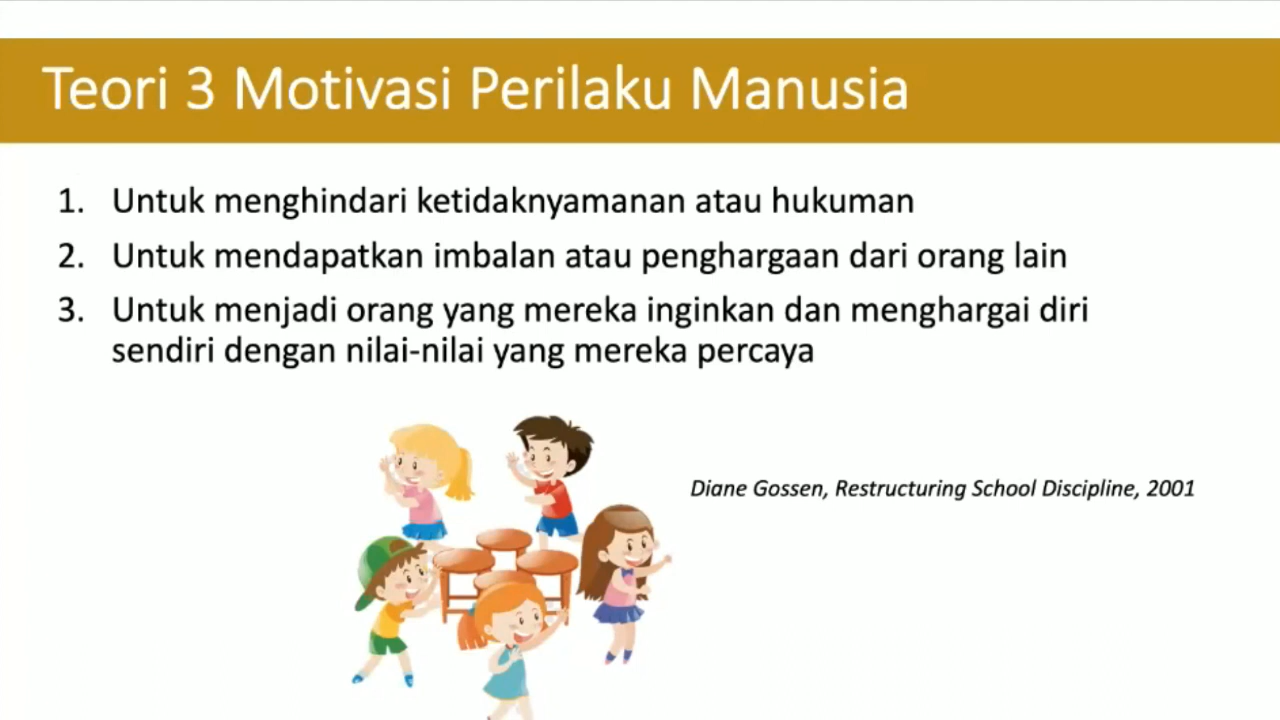 Teori 3 Motivasi Perilaku Manusia
1. Untuk menghindari ketidaknyamanan atau hukuman
2. Untuk mendapatkan imbalan atau penghargaan dari orang lain
3. Untuk menjadi orang yang mereka inginkan dan menghargai diri
sendiri dengan nilai-nilai yang mereka percaya
Diane Gossen, Restructuring School Discipline, 2001